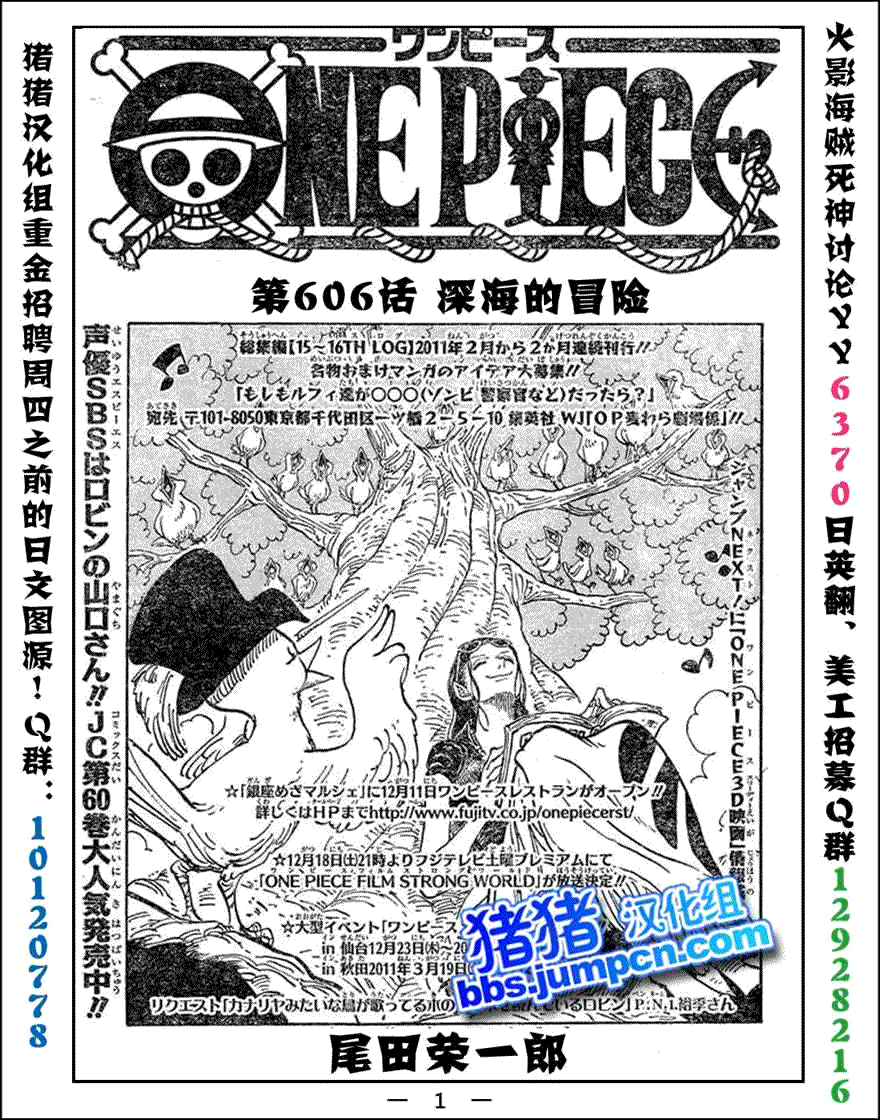 猪猪汉化组重金招聘周四之前的日文图源！Q群：10120778
ワンピース
ONE PIECE
第606话 深海的冒险
総集編【15～16TH LOG】2011年2月から2か月連続刊行!!
名物おまけマンガのアイデア大募集!!
「もしもルフィ達が○○○(ゾンビ 警察官など)だったら？」
宛先 〒101-8050東京都千代田区一ツ橋2-5-10 集英社 WJ「OP麦わら劇場係」!!
声優SBSはロビンの山口さん!! JC第60巻大人気発売中!!
ジャンプNEXT!に「ONE PIECE3D映画」
☆「銀座めざマルシェ」に12月11日ワンピースレストランがオープン!!
詳しくはHPまでhttp://www.fujitv.co.jp/onepiecerst/
☆12月18日(土)21時よりフジテレビ土曜プレミアムにて
「ONE PIECE FILM STRONG WORLD」が放送決定!!
☆大型イベント「ワンピース
in 仙台12月23日(木)～20
in 秋田2011年3月19日(
リクエスト「カナリヤみたいな鳥が歌ってる木の でいるロビン」P.N.L裕季さん
猪猪汉化组
bbs.jumpcn.com
尾田荣一郎
— 1 —
火影海贼死神讨论YY6370日英翻、美工招募Q群12928216